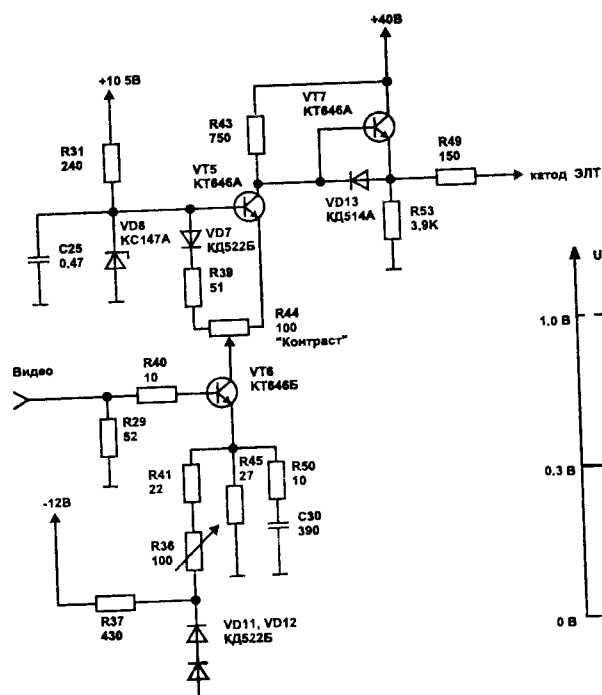 +40В
+10 5В
VT7
КТ646А
R43
750
R31
240
R49
150
VT5
КТ646А
катод ЭЛТ
VD13
КД514А
VD8
КС147А
VD7
КД522Б
R53
3,9К
C25
0,47
R39
51
U
R44
100
"Контраст"
1.0 В
Видео
R40
10
VT6
КТ646Б
R29
52
R41
22
R45
27
R50
10
0.3 В
-12В
C30
390
R36
100
R37
430
VD11, VD12
КД522Б
0 В